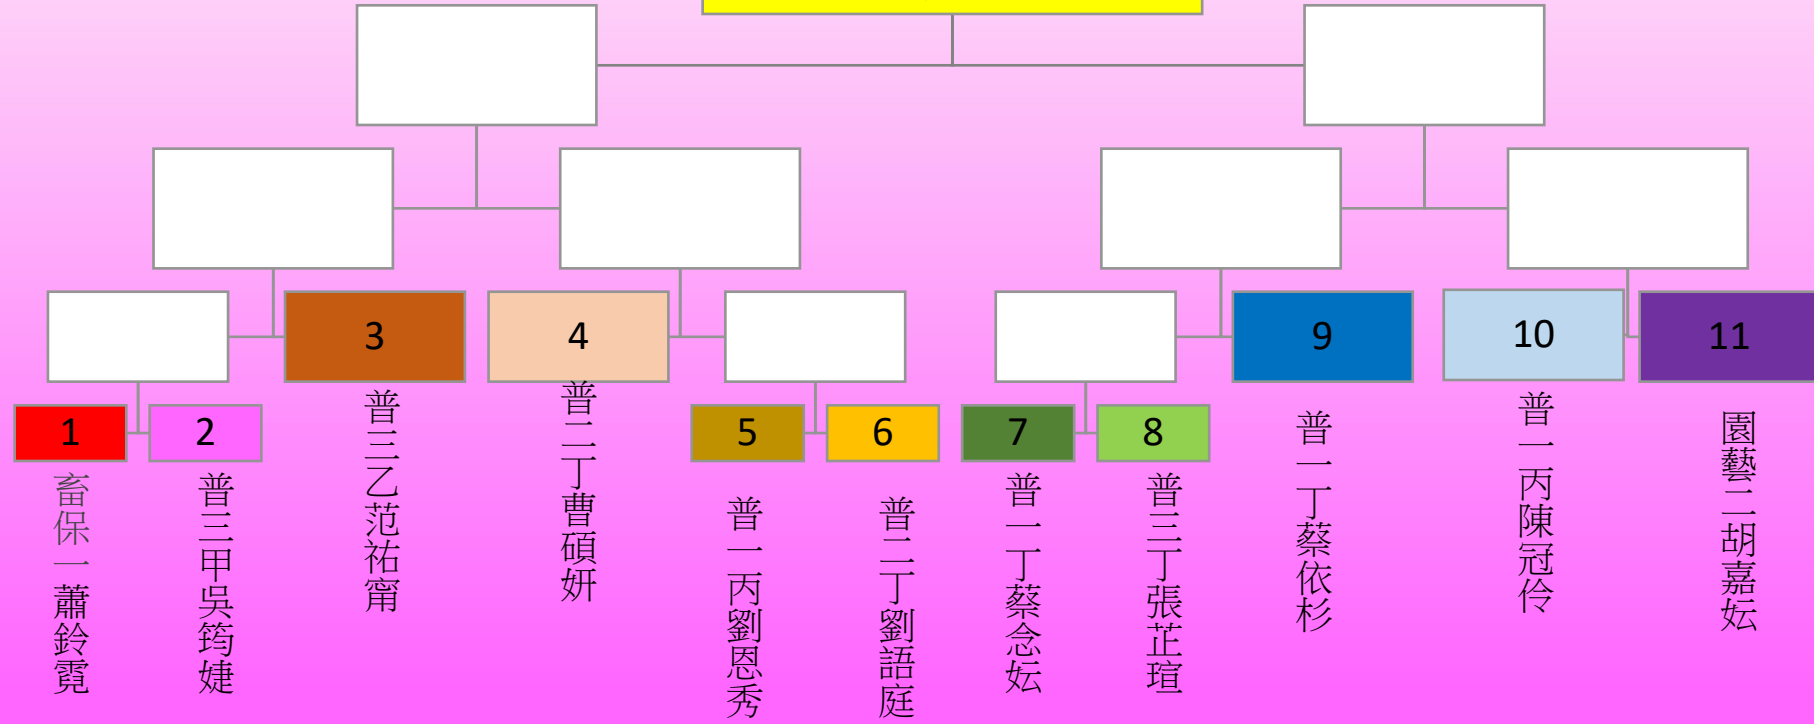 3
4
9
10
11
1
2
5
6
7
8
畜保一蕭鈴霓
普三甲吳筠婕
普三乙范祐甯
普二丁曹碩妍
普一丙劉恩秀
普二丁劉語庭
普一丁蔡念妘
普三丁張芷瑄
普一丁蔡依杉
普一丙陳冠伶
園藝二胡嘉妘